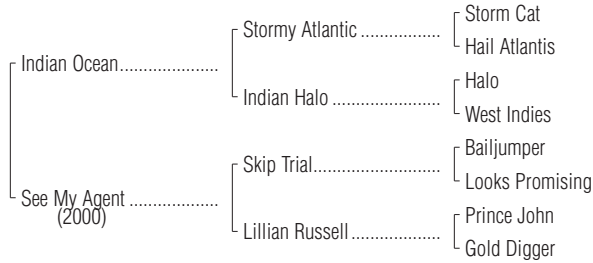 Storm Cat
Stormy Atlantic ......................
Hail Atlantis
Indian Ocean....................
Halo
Indian Halo ........................
West Indies
Bailjumper
Skip Trial............................
Looks Promising
See My Agent ..................
(2000)
Prince John
Lillian Russell....................
Gold Digger